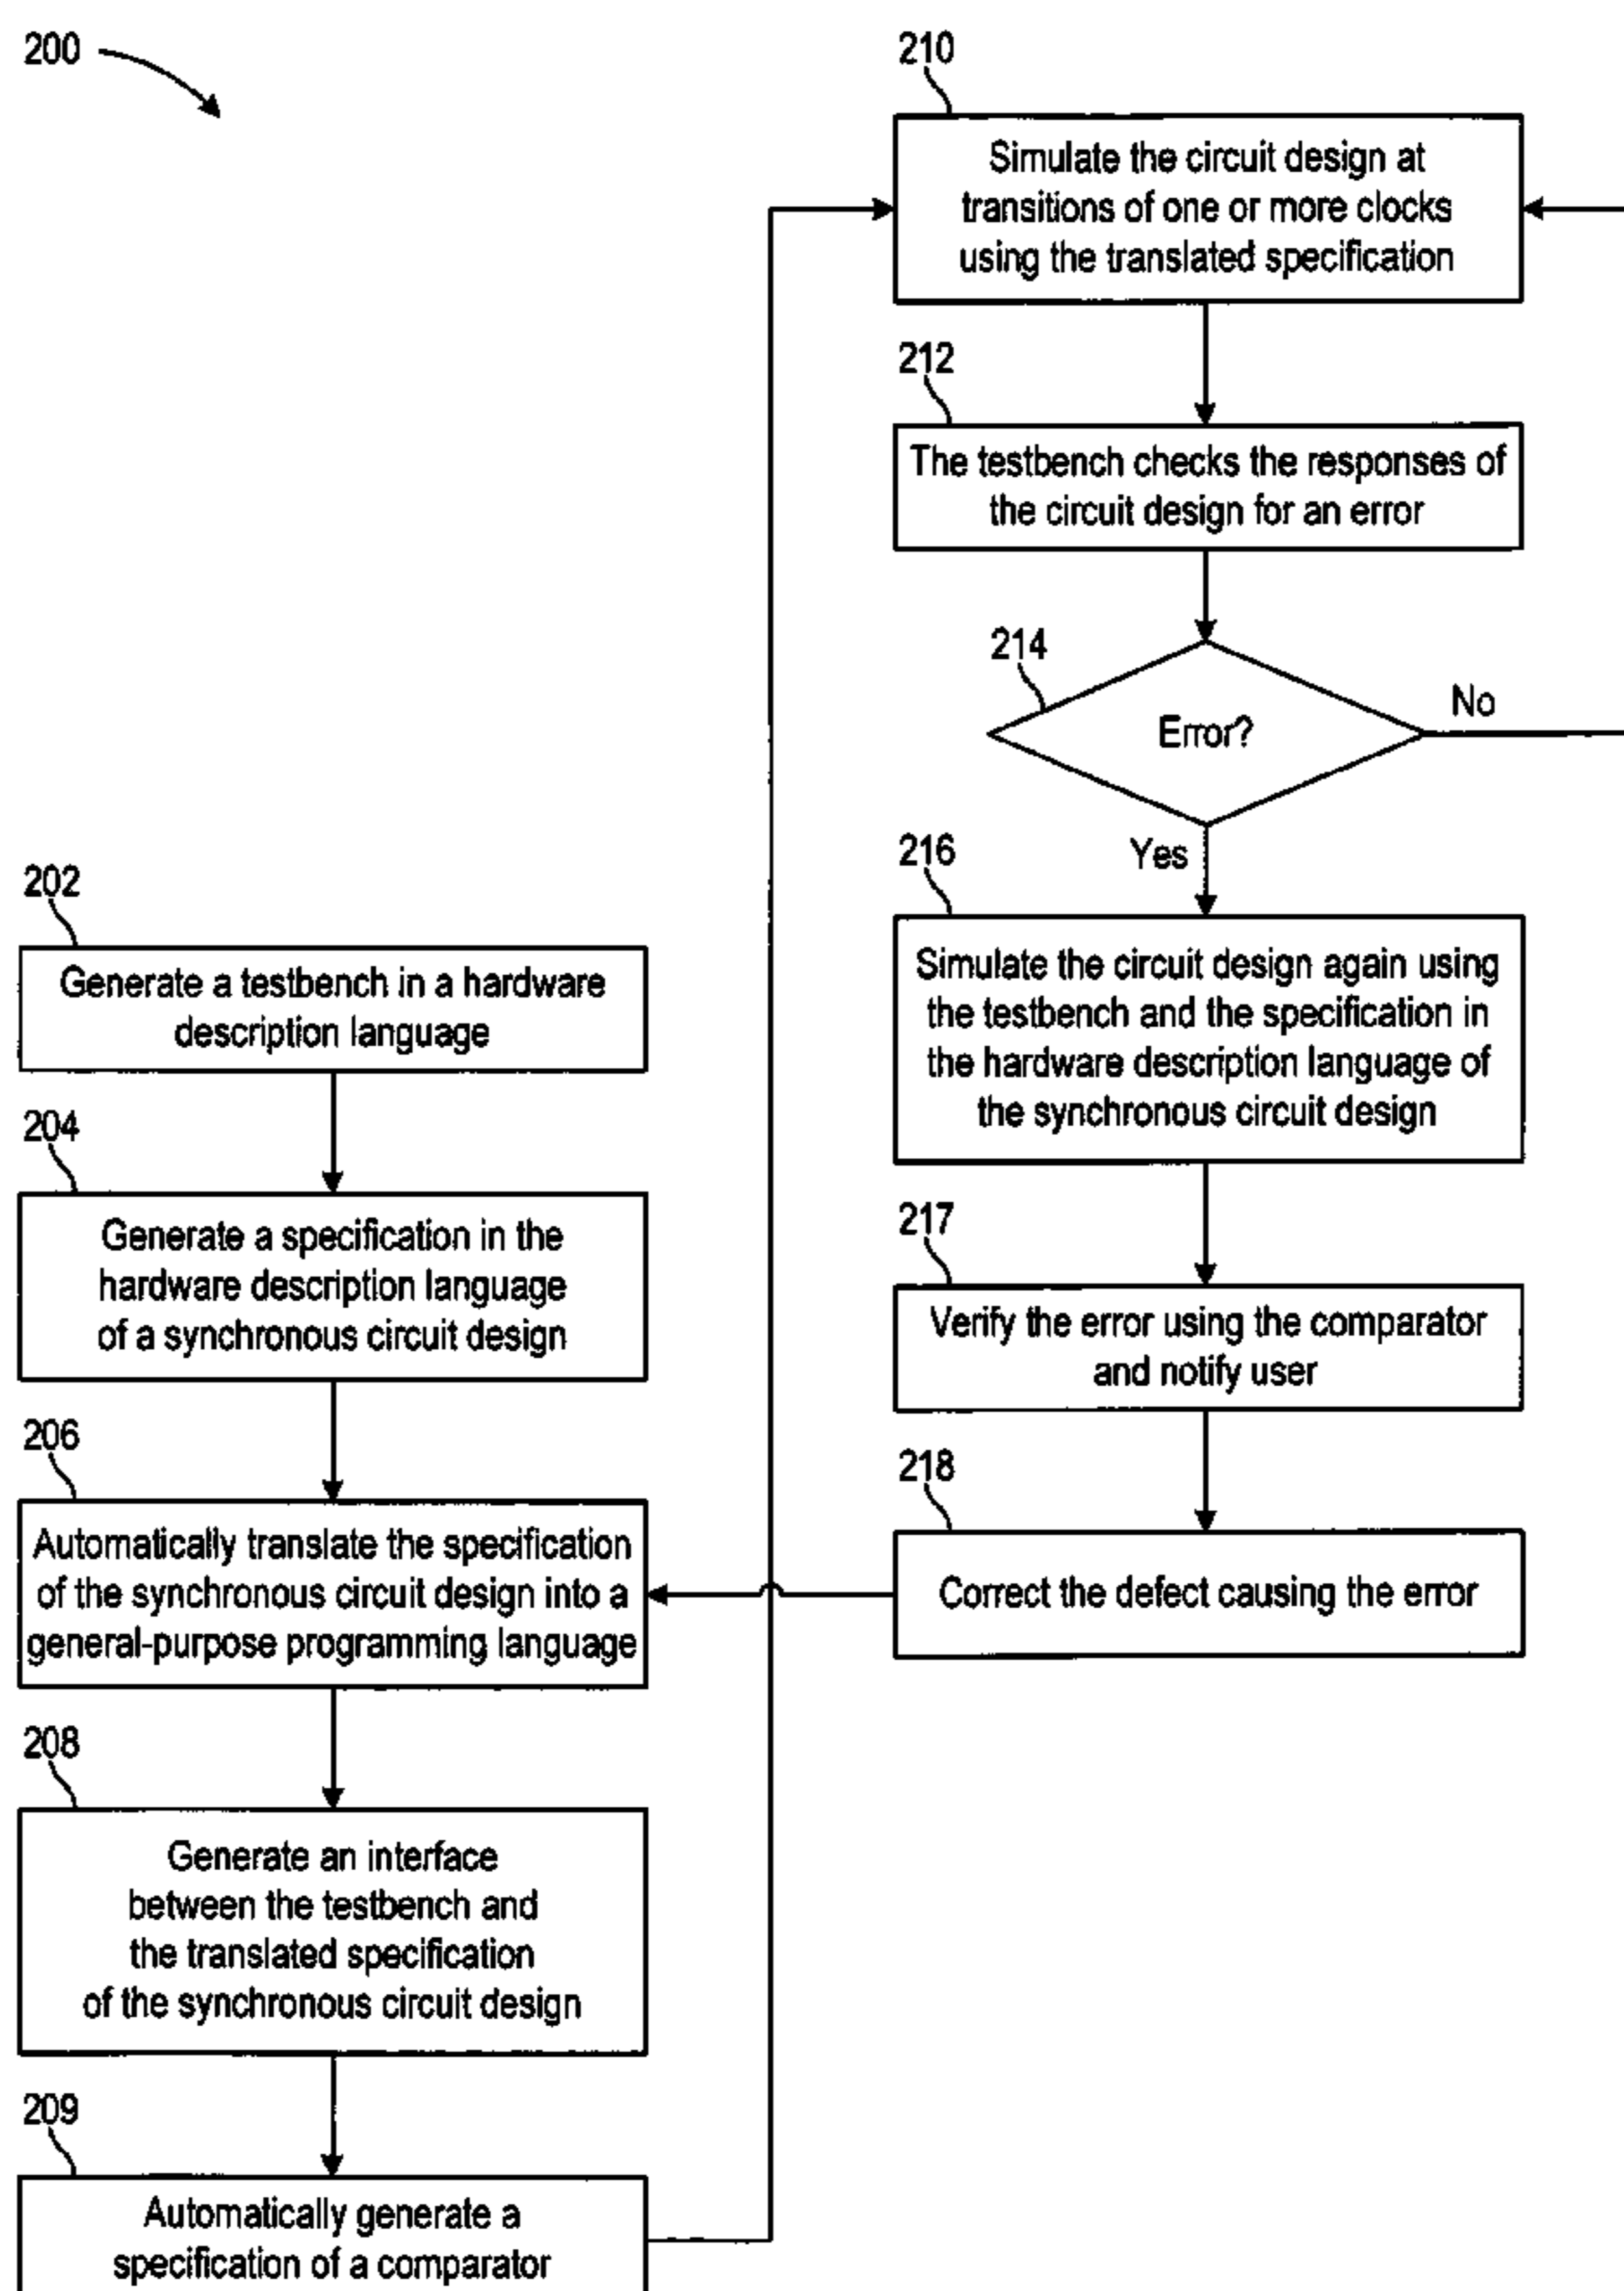 200
202
Generate a testbench in a hardware
description language
204
Generate a specification in the
hardware description language
of a synchronous circuit design
206
Automatically translate the specification
of the synchronous circuit design into a
general-purpose programming language
208
Generate an interface
between the testbench and
the translated specification
of the synchronous circuit design
209
Automatically generate a
specification of a comparator
210
Simulate the circuit design at
transitions of one or more clocks
using the translated specification
212
The testbench checks the responses of
the circuit design for an error
214
Error?
No
Yes
216
Simulate the circuit design again using
the testbench and the specification in
the hardware description language of
the synchronous circuit design
217
Verify the error using the comparator
and notify user
218
Correct the defect causing the error